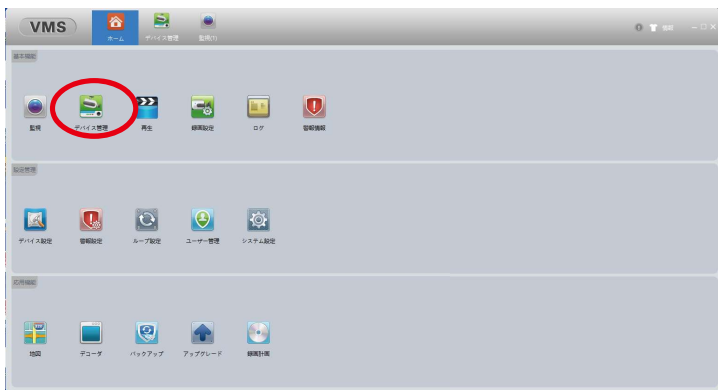 VMS
ホーム
デバイス管理
監視(1)
基本機能
監視
デバイス管理
再生
録画設定
ログ
警報情報
設定管理
デバイス設定
警報設定
ループ設定
ユーザー管理
システム設定
応用機能
地図
デコーダ
バックアップ
アップグレード
録画計画